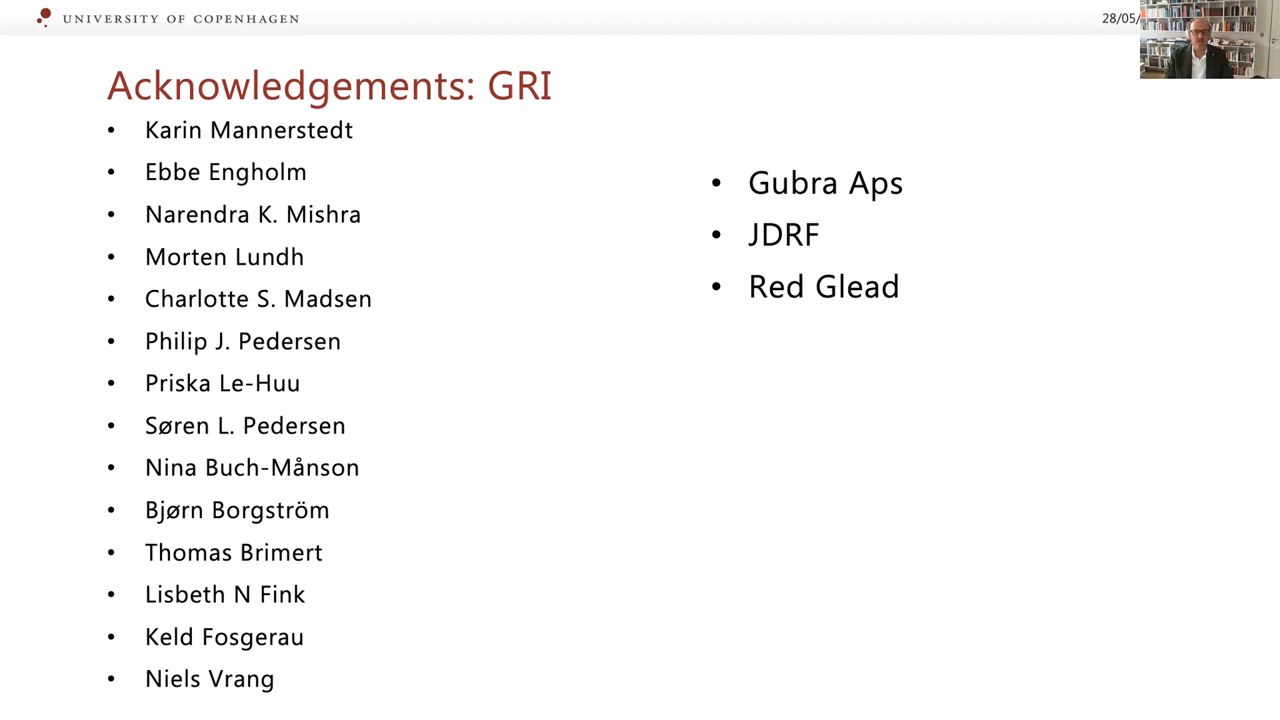 UNIVERSITY OF COPENHAGEN
28/05/
Acknowledgements: GRI
• Karin Mannerstedt
• Ebbe Engholm
• Narendra K. Mishra
• Morten Lundh
• Charlotte S. Madsen
• Philip J. Pedersen
• Priska Le-Huu
• Søren L. Pedersen
• Nina Buch-Månson
• Bjørn Borgström
• Thomas Brimert
• Lisbeth N Fink
• Keld Fosgerau
• Niels Vrang
• Gubra Aps
• JDRF
• Red Glead